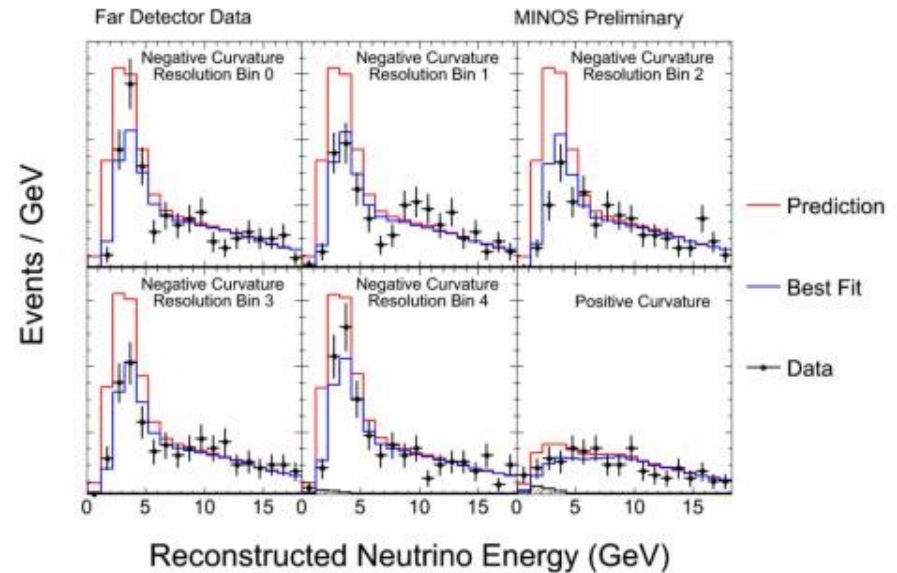 Far Detector Data
MINOS Preliminary
Negative Curvature
Resolution Bin 0
Negative Curvature
Resolution Bin 1
Negative Curvature
Resolution Bin 2
Negative Curvature
Resolution Bin 3
Negative Curvature
Resolution Bin 4
Positive Curvature
Events / GeV
Prediction
Best Fit
Data
0 5 10 15 0 5 10 15 0 5 10 15
Reconstructed Neutrino Energy (GeV)